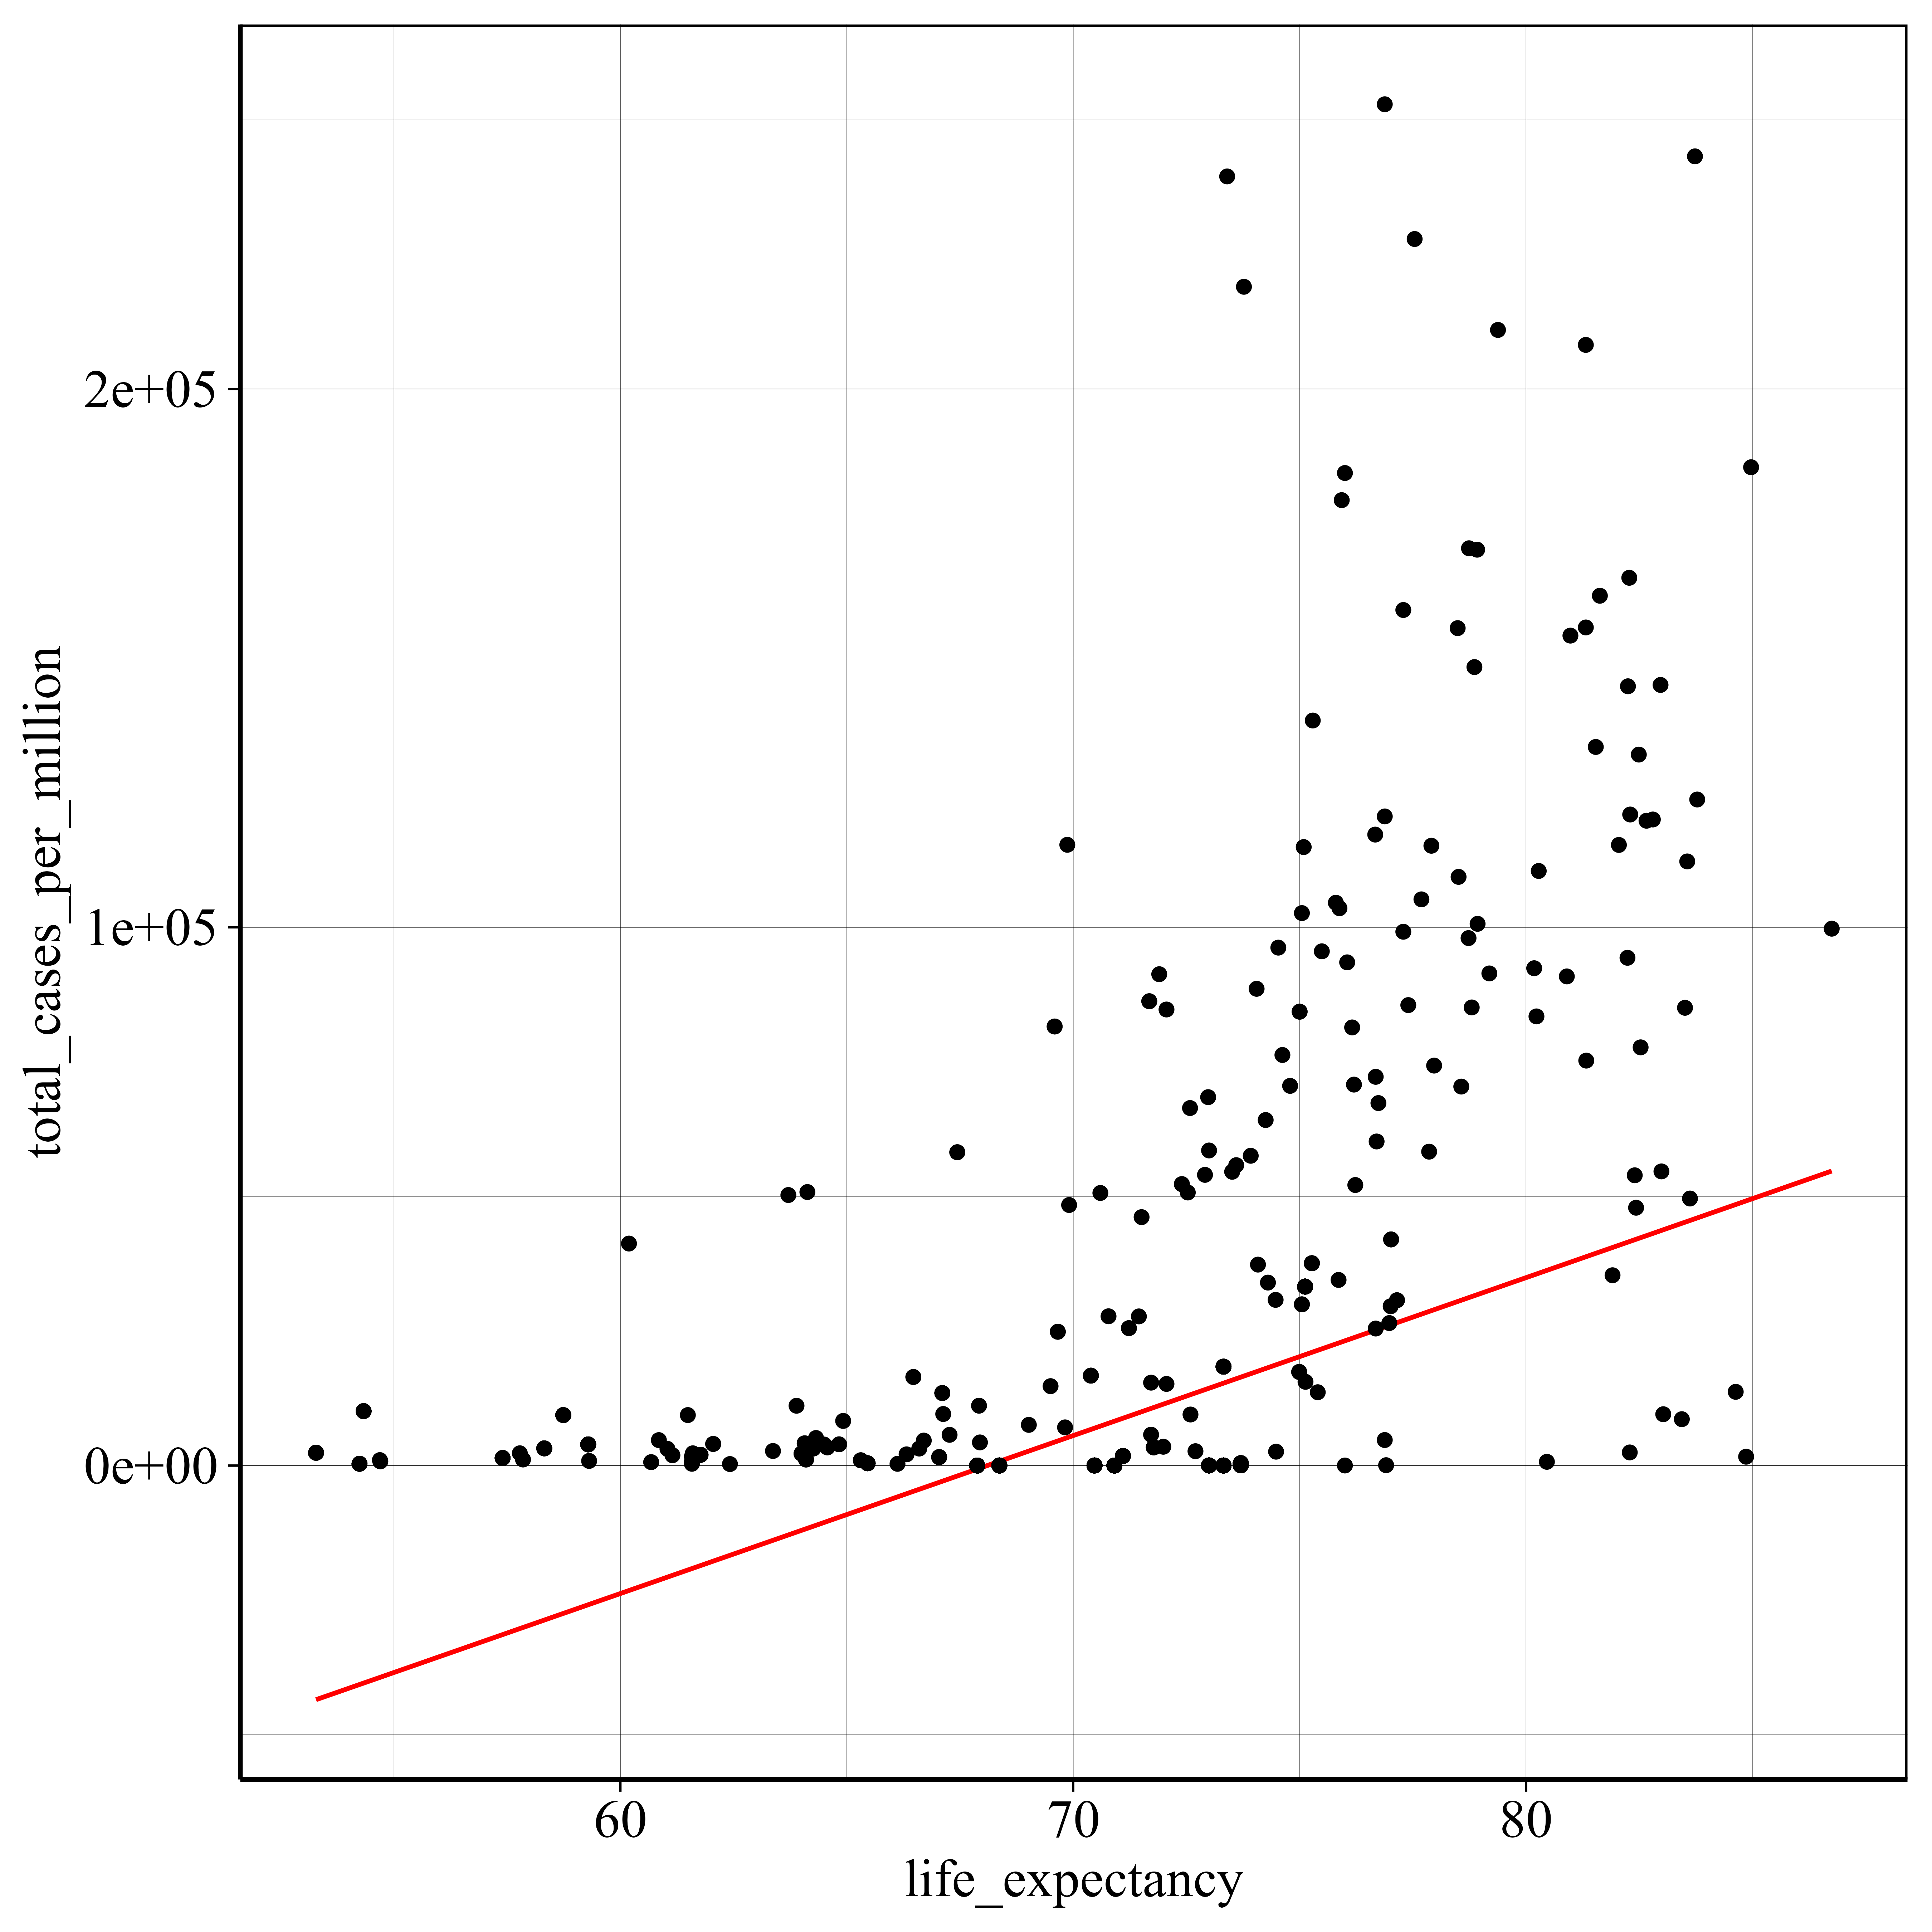 total_cases_per_million
2e+05
1e+05
0e+00
60 70 80
life_expectancy